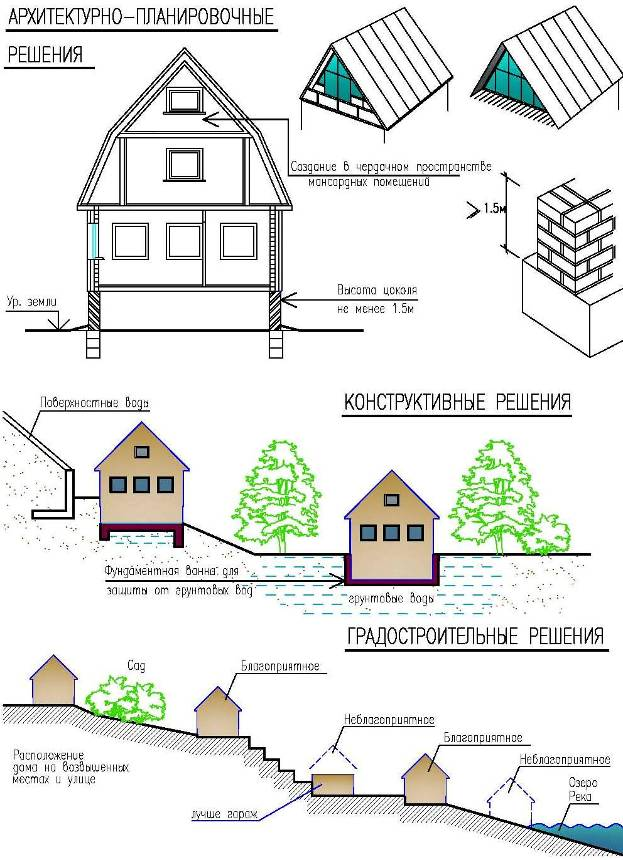 АРХИТЕКТУРНО-ПЛАНИРОВОЧНЫЕ
РЕШЕНИЯ
Создание в чердачном пространстве
мансардных помещений
>1.5м
Ур. земли
Высота цоколя
не менее 1.5м
КОНСТРУКТИВНЫЕ РЕШЕНИЯ
Поверхностные воды
Фундаментная ванна для
защиты от грунтовых вод
грунтовые воды
ГРАДОСТРОИТЕЛЬНЫЕ РЕШЕНИЯ
Сад
Благоприятное
Неблагоприятное
Благоприятное
Неблагоприятное
Расположение
дома на возвышенных
местах и улице
Озеро
Река
лучше гараж